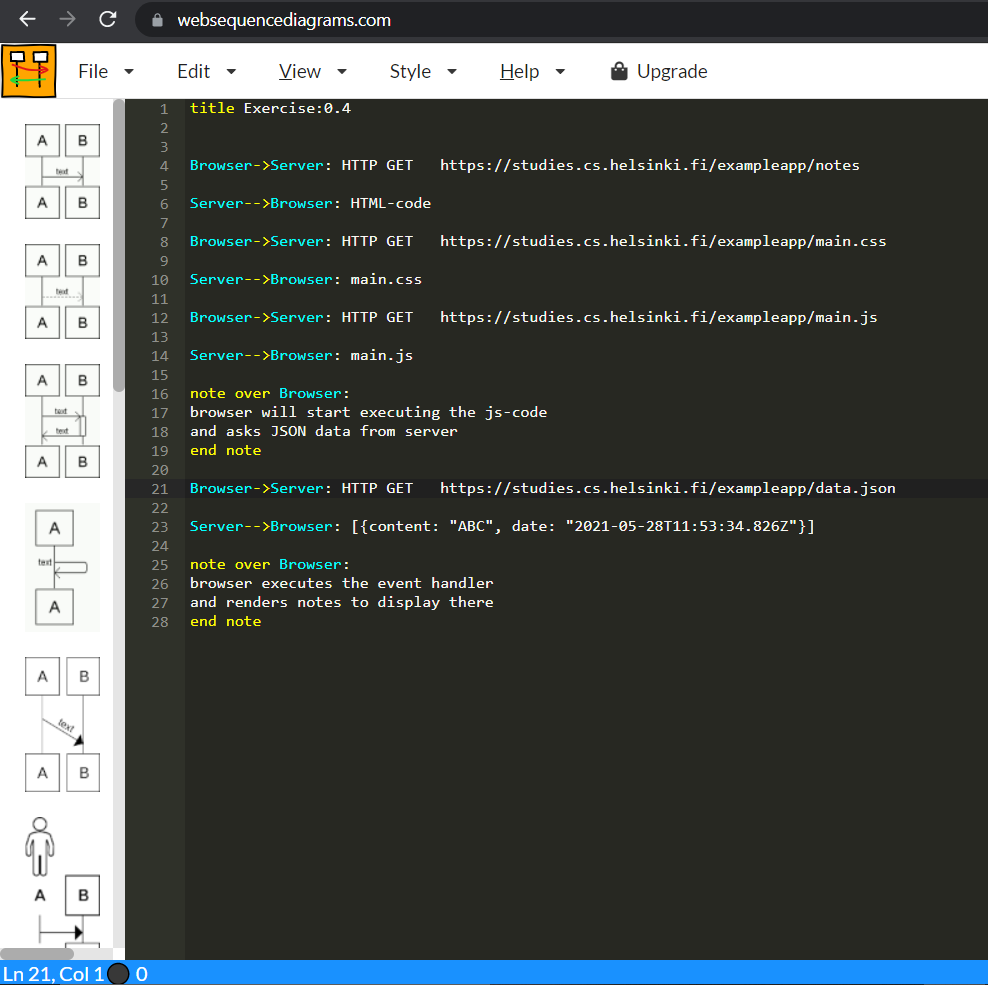 websequencediagrams.com
File Edit View Style Help Upgrade
1 title Exercise:0.4
2
3
4 Browser->Server: HTTP GET   https://studies.cs.helsinki.fi/exampleapp/notes
5
6 Server-->Browser: HTML-code
7
8 Browser->Server: HTTP GET   https://studies.cs.helsinki.fi/exampleapp/main.css
9
10 Server-->Browser: main.css
11
12 Browser->Server: HTTP GET   https://studies.cs.helsinki.fi/exampleapp/main.js
13
14 Server-->Browser: main.js
15
16 note over Browser:
17 browser will start executing the js-code
18 and asks JSON data from server
19 end note
20
21 Browser->Server: HTTP GET   https://studies.cs.helsinki.fi/exampleapp/data.json
22
23 Server-->Browser: [{content: "ABC", date: "2021-05-28T11:53:34.826Z"}]
24
25 note over Browser:
26 browser executes the event handler
27 and renders notes to display there
28 end note
A B
text
A B
A B
text
A B
A B
text
text
A B
A
text
A
A B
text
A B
A B
Ln 21, Col 1 0